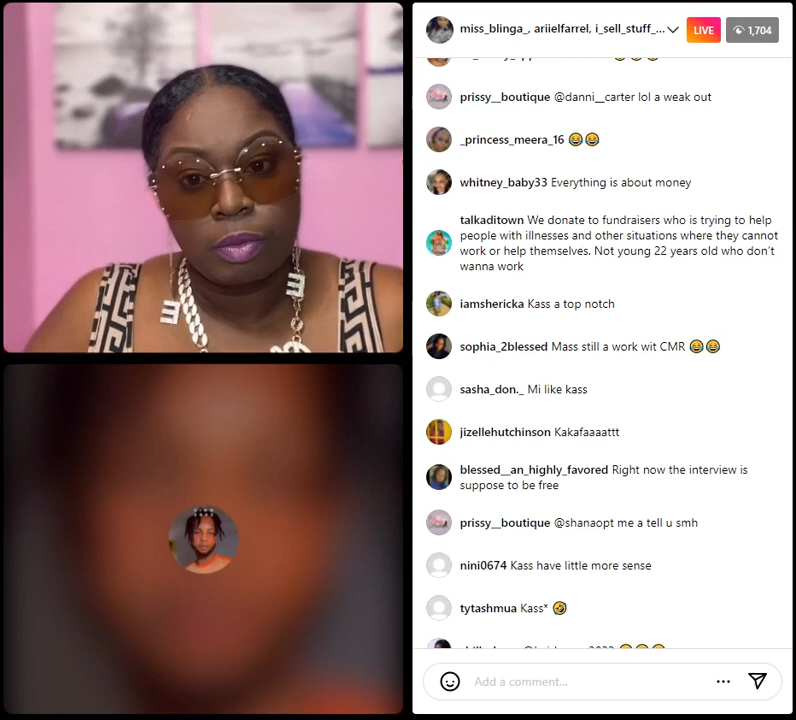 miss_blinga_, ariielfarrel, i_sell_stuff_...
LIVE
1,704
prissy__boutique @danni__carter lol a weak out
_princess_meera_16 😂😂
whitney_baby33 Everything is about money
talkaditown We donate to fundraisers who is trying to help
people with illnesses and other situations where they cannot
work or help themselves. Not young 22 years old who don't
wanna work
iamshericka Kass a top notch
sophia_2blessed Mass still a work wit CMR 😂😂
sasha_don._ Mi like kass
jizellehutchinson Kakafaaaattt
blessed__an_highly_favored Right now the interview is
suppose to be free
prissy__boutique @shanaopt me a tell u smh
nini0674 Kass have little more sense
tytashmua Kass* 🤣
Add a comment...